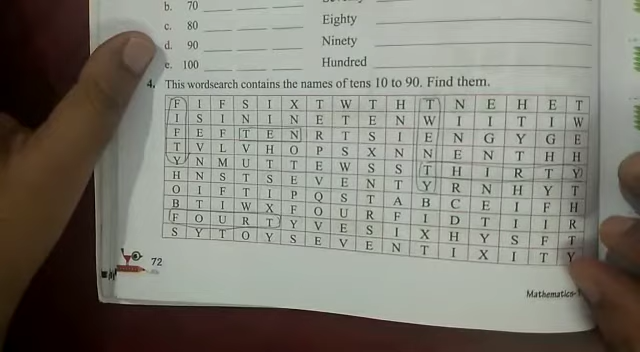 b. 70
c. 80 Eighty
d. 90 Ninety
e. 100 Hundred
4. This wordsearch contains the names of tens 10 to 90. Find them.
F I F S I X T W T H T N E H E T
I S I N I N E T E N W I I T I W
F E F T E N R T S I E N G Y G E
T V L V H O P S X N N E N T H H
Y N M U T T E W S S T H I R T Y
H N S T S E V E N T Y R N H Y T
O I F T I P Q S T A B C E I F H
B T I W X F O U R F I D T I I R
F O U R T Y V E S I X H Y S F T
S Y T O Y S E V E N T I X I T Y
72
Mathematics-